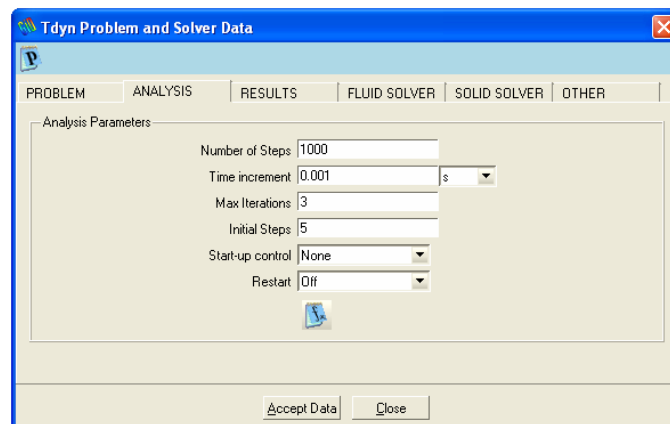 Tdyn Problem and Solver Data
P
PROBLEM ANALYSIS RESULTS FLUID SOLVER SOLID SOLVER OTHER
Analysis Parameters
Number of Steps 1000
Time increment 0.001 s
Max Iterations 3
Initial Steps 5
Start-up control None
Restart Off
Accept Data Close